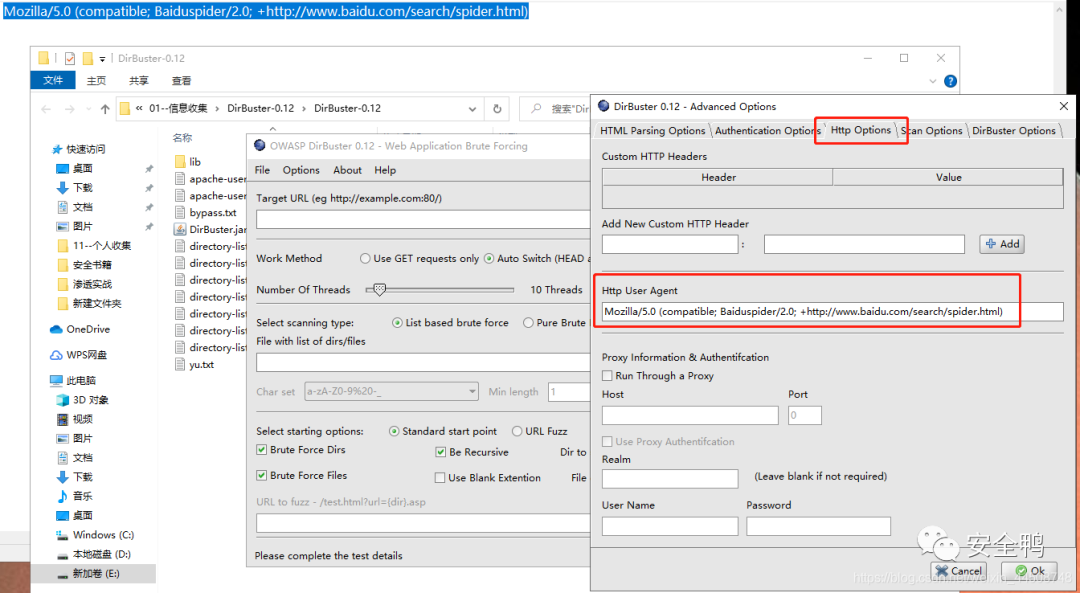 Mozilla/5.0 (compatible; Baiduspider/2.0; +http://www.baidu.com/search/spider.html)
DirBuster-0.12
文件 主页 共享 查看
« 01--信息收集 › DirBuster-0.12 › DirBuster-0.12
搜索"Dir
名称
快速访问
桌面
下载
文档
图片
11--个人收集
安全书籍
渗透实战
新建文件夹
OneDrive
WPS网盘
此电脑
3D 对象
视频
图片
文档
下载
音乐
桌面
Windows (C:)
本地磁盘 (D:)
新加卷 (E:)
lib
apache-user
apache-user
bypass.txt
DirBuster.jar
directory-list
directory-list
directory-list
directory-list
directory-list
directory-list
directory-list
yu.txt
OWASP DirBuster 0.12 - Web Application Brute Forcing
File Options About Help
Target URL (eg http://example.com:80/)
Work Method Use GET requests only Auto Switch (HEAD a
Number Of Threads 10 Threads
Select scanning type: List based brute force Pure Brute
File with list of dirs/files
Char set a-zA-Z0-9%20-_ Min length 1
Select starting options: Standard start point URL Fuzz
Brute Force Dirs Be Recursive Dir to
Brute Force Files Use Blank Extention File
URL to fuzz - /test.html?url={dir}.asp
Please complete the test details
DirBuster 0.12 - Advanced Options
HTML Parsing Options Authentication Options Http Options Scan Options DirBuster Options
Custom HTTP Headers
Header Value
Add New Custom HTTP Header
: Add
Http User Agent
Mozilla/5.0 (compatible; Baiduspider/2.0; +http://www.baidu.com/search/spider.html)
Proxy Information & Authentifcation
Run Through a Proxy
Host Port
0
Use Proxy Authentifcation
Realm
(Leave blank if not required)
User Name Password
安全鸭
Cancel Ok